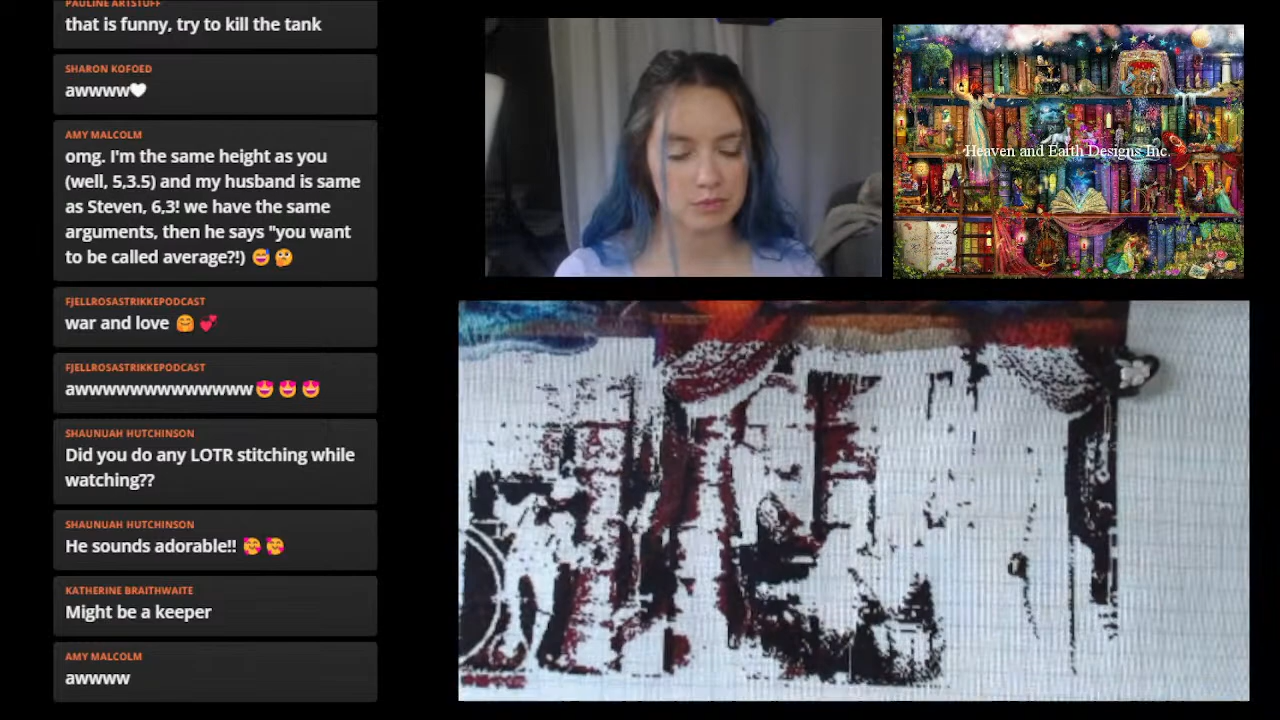 PAULINE ARTSTUFF
that is funny, try to kill the tank
SHARON KOFOED
awwww🤍
AMY MALCOLM
omg. I'm the same height as you
(well, 5,3.5) and my husband is same
as Steven, 6,3! we have the same
arguments, then he says "you want
to be called average?!) 😅 🤔
FJELLROSASTRIKKEPODCAST
war and love 🤗 💞
FJELLROSASTRIKKEPODCAST
awwwwwwwwwwwww🤩 🤩 🤩
SHAUNUAH HUTCHINSON
Did you do any LOTR stitching while
watching??
SHAUNUAH HUTCHINSON
He sounds adorable!! 🥰 🥰
KATHERINE BRAITHWAITE
Might be a keeper
AMY MALCOLM
awwww
Heaven and Earth Designs Inc.